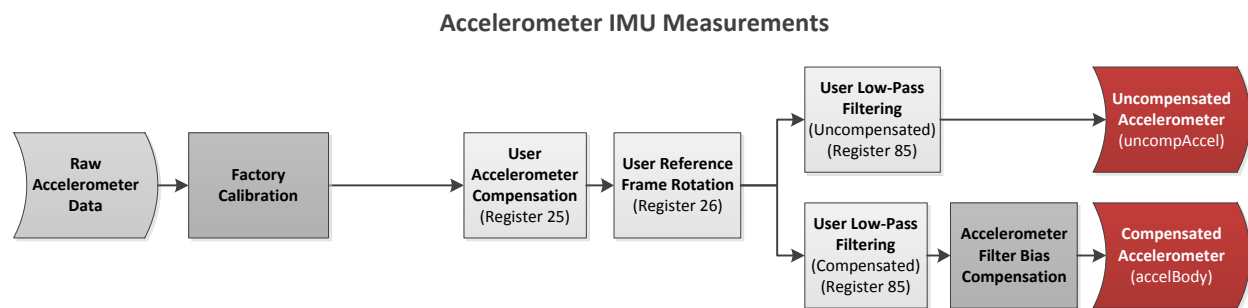 Accelerometer IMU Measurements
Raw
Accelerometer
Data
Factory
Calibration
User
Accelerometer
Compensation
(Register 25)
User Reference
Frame Rotation
(Register 26)
User Low-Pass
Filtering
(Uncompensated)
(Register 85)
Uncompensated
Accelerometer
(uncompAccel)
User Low-Pass
Filtering
(Compensated)
(Register 85)
Accelerometer
Filter Bias
Compensation
Compensated
Accelerometer
(accelBody)